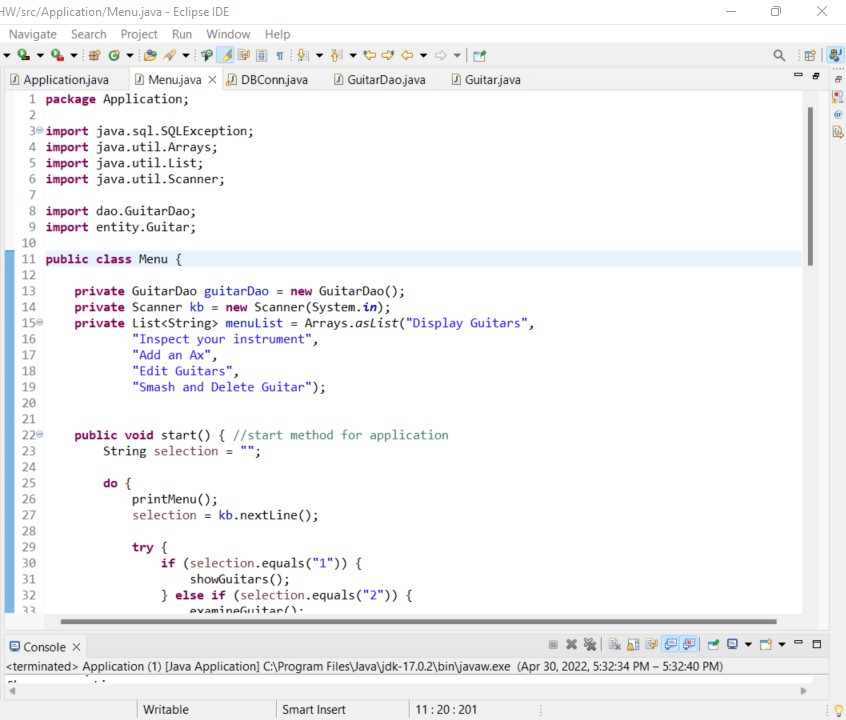 HW/src/Application/Menu.java - Eclipse IDE
Navigate Search Project Run Window Help
Application.java Menu.java DBConn.java GuitarDao.java Guitar.java
1 package Application;
2
3 import java.sql.SQLException;
4 import java.util.Arrays;
5 import java.util.List;
6 import java.util.Scanner;
7
8 import dao.GuitarDao;
9 import entity.Guitar;
10
11 public class Menu {
12
13 private GuitarDao guitarDao = new GuitarDao();
14 private Scanner kb = new Scanner(System.in);
15 private List<String> menuList = Arrays.asList("Display Guitars",
16 "Inspect your instrument",
17 "Add an Ax",
18 "Edit Guitars",
19 "Smash and Delete Guitar");
20
21
22 public void start() { //start method for application
23 String selection = "";
24
25 do {
26 printMenu();
27 selection = kb.nextLine();
28
29 try {
30 if (selection.equals("1")) {
31 showGuitars();
32 } else if (selection.equals("2")) {
33 examineGuitar();
Console
<terminated> Application (1) [Java Application] C:\Program Files\Java\jdk-17.0.2\bin\javaw.exe (Apr 30, 2022, 5:32:34 PM – 5:32:40 PM)
Writable Smart Insert 11 : 20 : 201